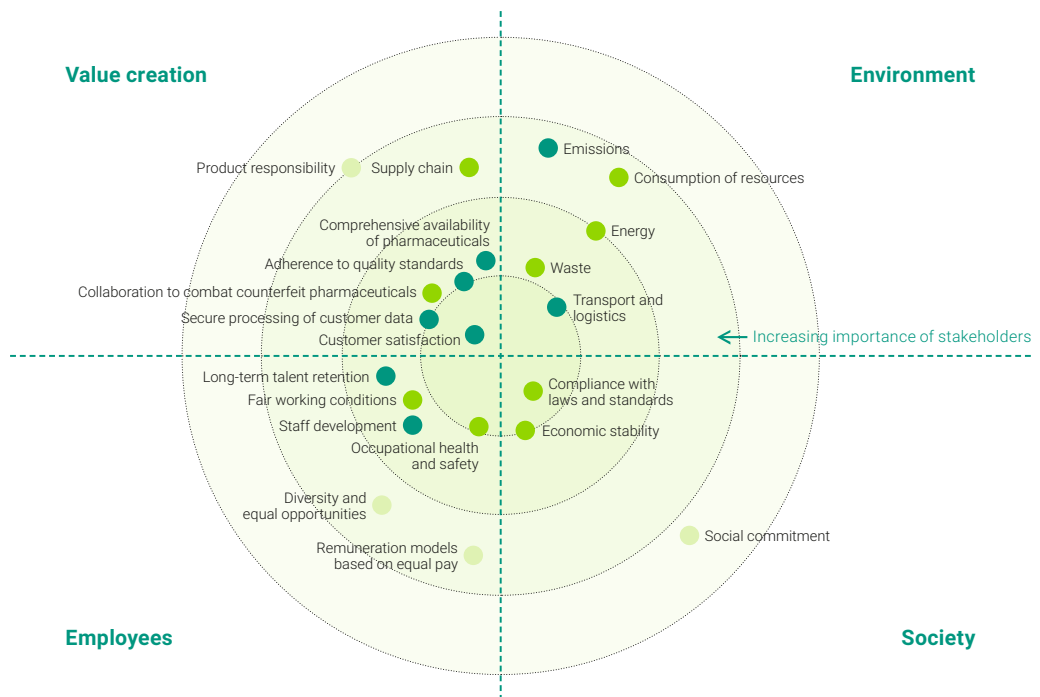 Value creation
Environment
Emissions
Product responsibility
Supply chain
Consumption of resources
Comprehensive availability
of pharmaceuticals
Energy
Adherence to quality standards
Waste
Collaboration to combat counterfeit pharmaceuticals
Transport and
logistics
Secure processing of customer data
Customer satisfaction
Increasing importance of stakeholders
Long-term talent retention
Compliance with
laws and standards
Fair working conditions
Staff development
Economic stability
Occupational health
and safety
Diversity and
equal opportunities
Social commitment
Remuneration models
based on equal pay
Employees
Society